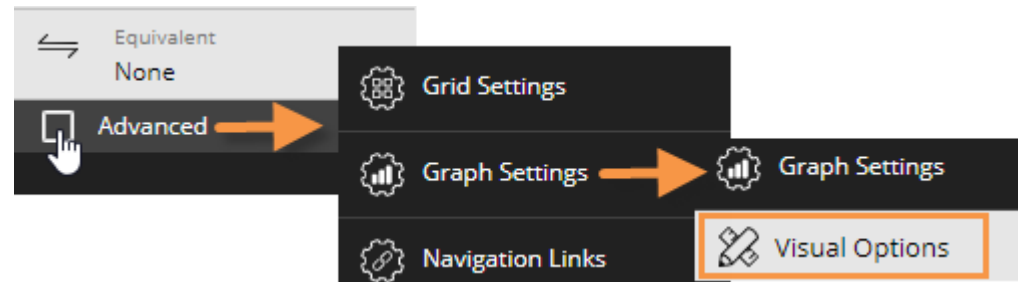 Equivalent
None
Advanced
Grid Settings
Graph Settings
Navigation Links
Graph Settings
Visual Options